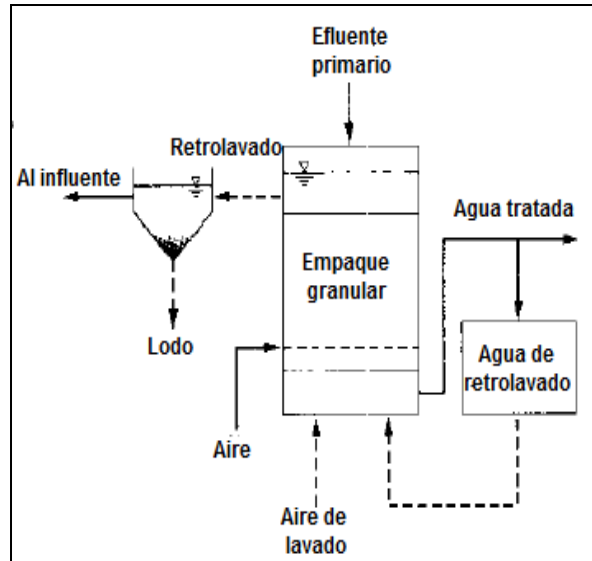 Efluente
primario
Retrolavado
Al influente
Agua tratada
Empaque
granular
Lodo
Agua de
retrolavado
Aire
Aire de
lavado